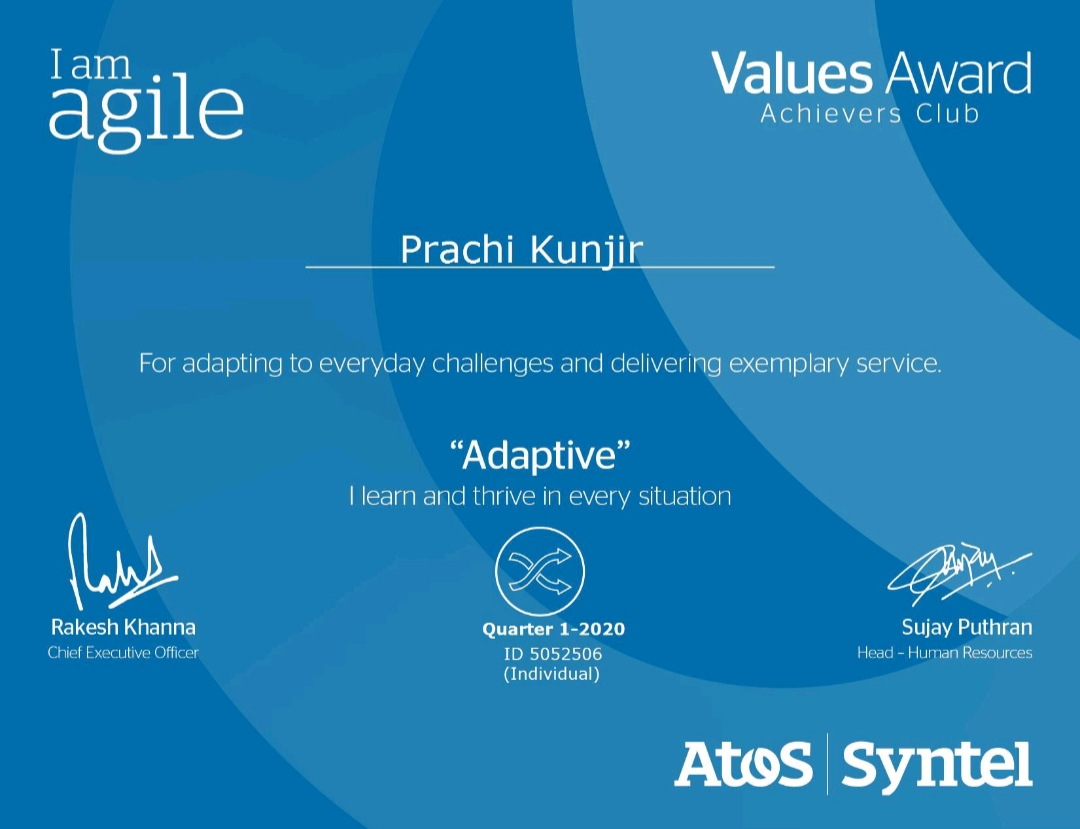 I am
agile
Values Award
Achievers Club
Prachi Kunjir
For adapting to everyday challenges and delivering exemplary service.
“Adaptive”
I learn and thrive in every situation
Rakesh Khanna
Chief Executive Officer
Quarter 1-2020
ID 5052506
(Individual)
Sujay Puthran
Head – Human Resources
Atos | Syntel